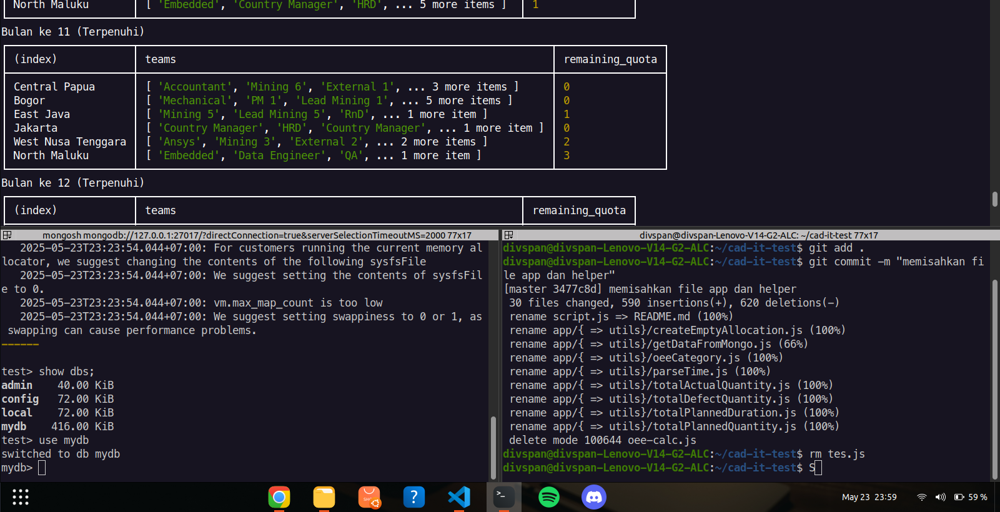 North Maluku [ 'Embedded', 'Country Manager', 'HRD', ... 5 more items ] 1
Bulan ke 11 (Terpenuhi)
(index) teams remaining_quota
Central Papua [ 'Accountant', 'Mining 6', 'External 1', ... 3 more items ] 0
Bogor [ 'Mechanical', 'PM 1', 'Lead Mining 1', ... 5 more items ] 0
East Java [ 'Mining 5', 'Lead Mining 5', 'RnD', ... 1 more item ] 1
Jakarta [ 'Country Manager', 'HRD', 'Country Manager', ... 1 more item ] 0
West Nusa Tenggara [ 'Ansys', 'Mining 3', 'External 2', ... 2 more items ] 2
North Maluku [ 'Embedded', 'Data Engineer', 'QA', ... 1 more item ] 3
Bulan ke 12 (Terpenuhi)
(index) teams remaining_quota
mongosh mongodb://127.0.0.1:27017/?directConnection=true&serverSelectionTimeoutMS=2000 77x17
2025-05-23T23:23:54.044+07:00: For customers running the current memory al
locator, we suggest changing the contents of the following sysfsFile
2025-05-23T23:23:54.044+07:00: We suggest setting the contents of sysfsFil
e to 0.
2025-05-23T23:23:54.044+07:00: vm.max_map_count is too low
2025-05-23T23:23:54.044+07:00: We suggest setting swappiness to 0 or 1, as
swapping can cause performance problems.
------
test> show dbs;
admin 40.00 KiB
config 72.00 KiB
local 72.00 KiB
mydb 416.00 KiB
test> use mydb
switched to db mydb
mydb>
divspan@divspan-Lenovo-V14-G2-ALC: ~/cad-it-test 77x17
divspan@divspan-Lenovo-V14-G2-ALC:~/cad-it-test$ git add .
divspan@divspan-Lenovo-V14-G2-ALC:~/cad-it-test$ git commit -m "memisahkan fi
le app dan helper"
[master 3477c8d] memisahkan file app dan helper
30 files changed, 590 insertions(+), 620 deletions(-)
rename script.js => README.md (100%)
rename app/{ => utils}/createEmptyAllocation.js (100%)
rename app/{ => utils}/getDataFromMongo.js (66%)
rename app/{ => utils}/oeeCategory.js (100%)
rename app/{ => utils}/parseTime.js (100%)
rename app/{ => utils}/totalActualQuantity.js (100%)
rename app/{ => utils}/totalDefectQuantity.js (100%)
rename app/{ => utils}/totalPlannedDuration.js (100%)
rename app/{ => utils}/totalPlannedQuantity.js (100%)
delete mode 100644 oee-calc.js
divspan@divspan-Lenovo-V14-G2-ALC:~/cad-it-test$ rm tes.js
divspan@divspan-Lenovo-V14-G2-ALC:~/cad-it-test$ S
May 23 23:59 59 %